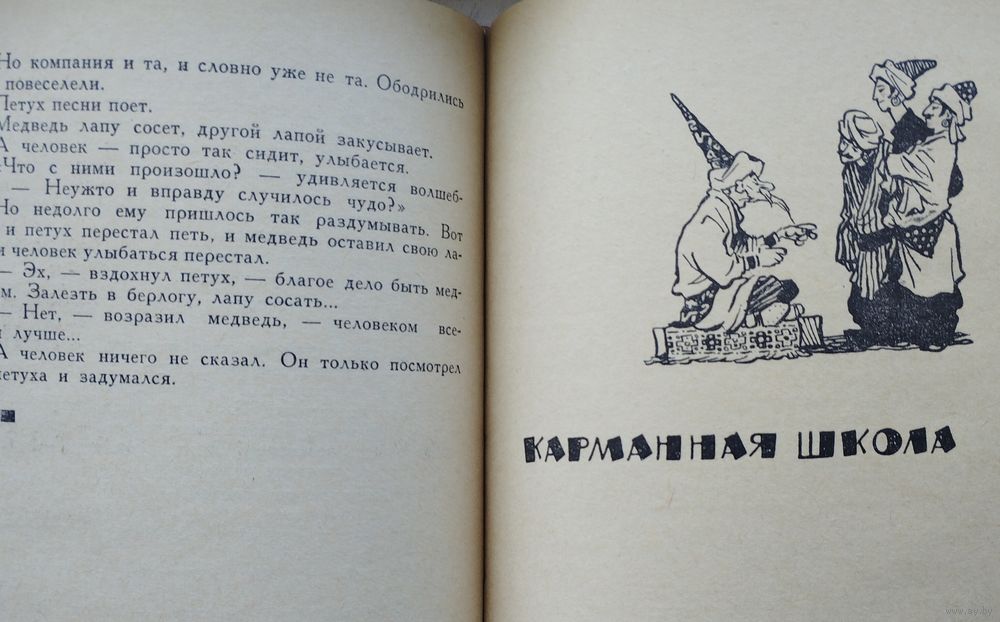 Но компания и та, и словно уже не та. Ободрились
повеселели.
Петух песни поет.
Медведь лапу сосет, другой лапой закусывает.
А человек — просто так сидит, улыбается.
«Что с ними произошло? — удивляется волшеб-
— Неужто и вправду случилось чудо?»
Но недолго ему пришлось так раздумывать. Вот
и петух перестал петь, и медведь оставил свою ла-
и человек улыбаться перестал.
— Эх, — вздохнул петух, — благое дело быть мед-
м. Залезть в берлогу, лапу сосать...
— Нет, — возразил медведь, — человеком все-
и лучше...
А человек ничего не сказал. Он только посмотрел
петуха и задумался.
КАРМАННАЯ ШКОЛА
www.ay.by